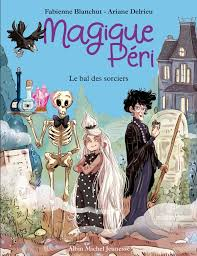 Fabienne Blanchut - Ariane Delrieu
Magique
Péri
Le bal des sorciers
Albin Michel Jeunesse